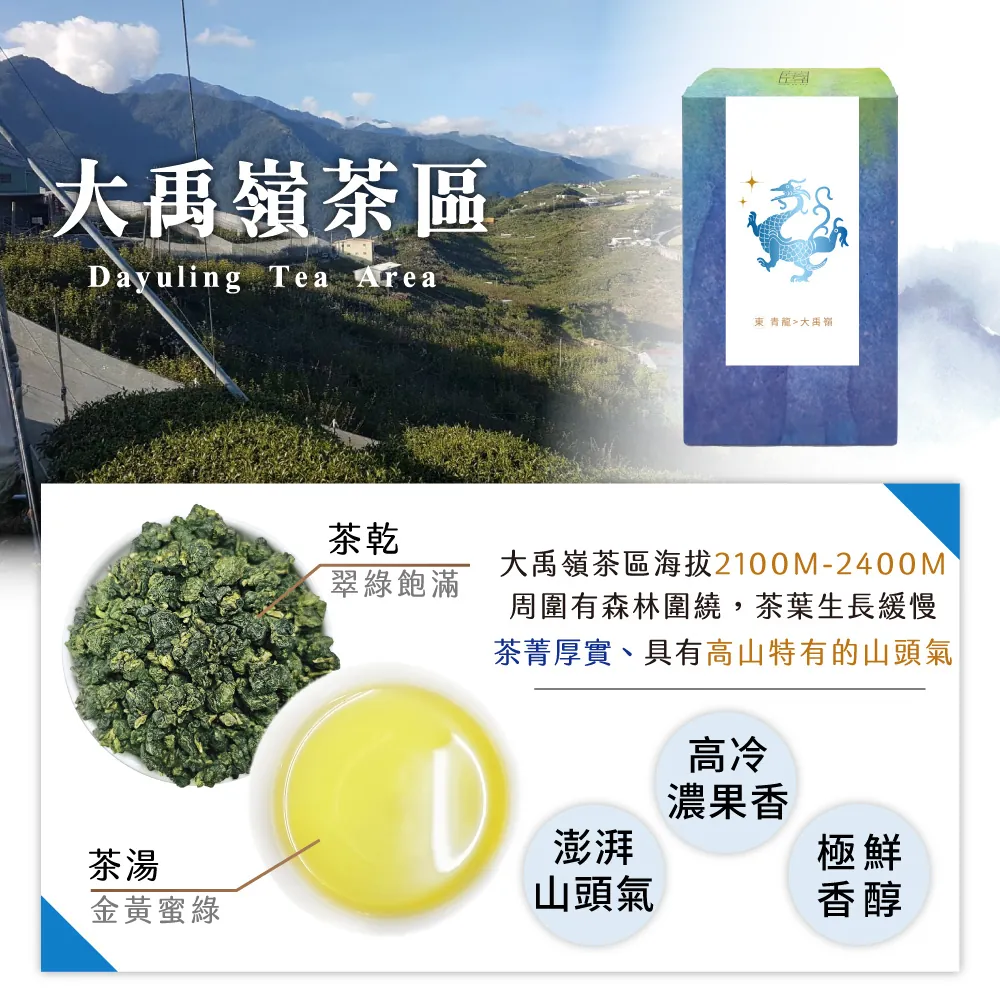 大禹嶺茶區
Dayuling Tea Area
東 青龍>大禹嶺
茶乾
翠綠飽滿
大禹嶺茶區海拔2100M-2400M
周圍有森林圍繞，茶葉生長緩慢
茶菁厚實、具有高山特有的山頭氣
高冷
濃果香
澎湃
山頭氣
極鮮
香醇
茶湯
金黃蜜綠